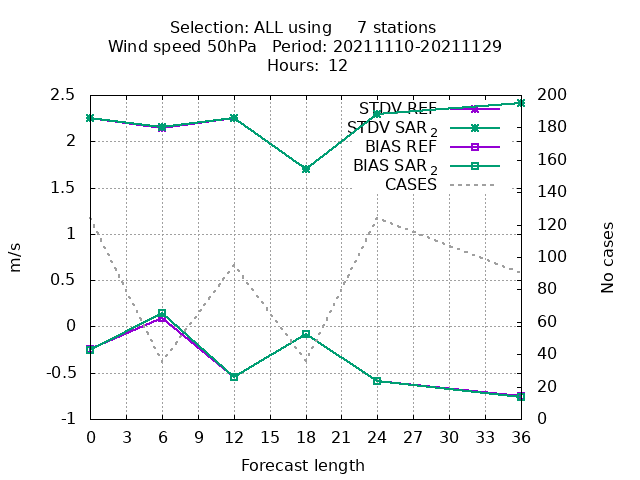 Selection: ALL using     7 stations
Wind speed 50hPa   Period: 20211110-20211129
Hours: 12
2.5
2
1.5
1
0.5
0
-0.5
-1
m/s
STDV REF
STDV SAR 2
BIAS REF
BIAS SAR 2
CASES
200
180
160
140
120
100
80
60
40
20
0
No cases
0 3 6 9 12 15 18 21 24 27 30 33 36
Forecast length